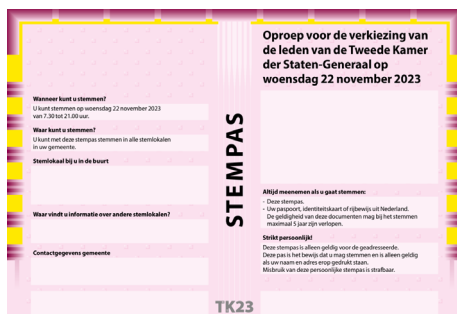 Wanneer kunt u stemmen?
U kunt stemmen op woensdag 22 november 2023
van 7.30 tot 21.00 uur.
Waar kunt u stemmen?
U kunt met deze stempas stemmen in alle stemlokalen
in uw gemeente.
Stemlokaal bij u in de buurt
Waar vindt u informatie over andere stemlokalen?
Contactgegevens gemeente
STEMPAS
TK23
Oproep voor de verkiezing van
de leden van de Tweede Kamer
der Staten-Generaal op
woensdag 22 november 2023
Altijd meenemen als u gaat stemmen:
- Deze stempas.
- Uw paspoort, identiteitskaart of rijbewijs uit Nederland.
De geldigheid van deze documenten mag bij het stemmen
maximaal 5 jaar zijn verlopen.
Strikt persoonlijk!
Deze stempas is alleen geldig voor de geadresseerde.
Deze pas is het bewijs dat u mag stemmen en is alleen geldig
als uw naam en adres erop gedrukt staan.
Misbruik van deze persoonlijke stempas is strafbaar.